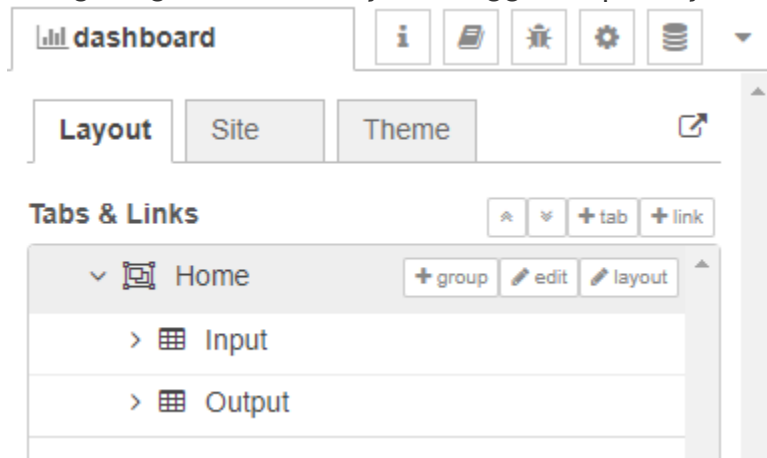 dashboard i
Layout Site Theme
Tabs & Links +tab +link
Home +group edit layout
Input
Output